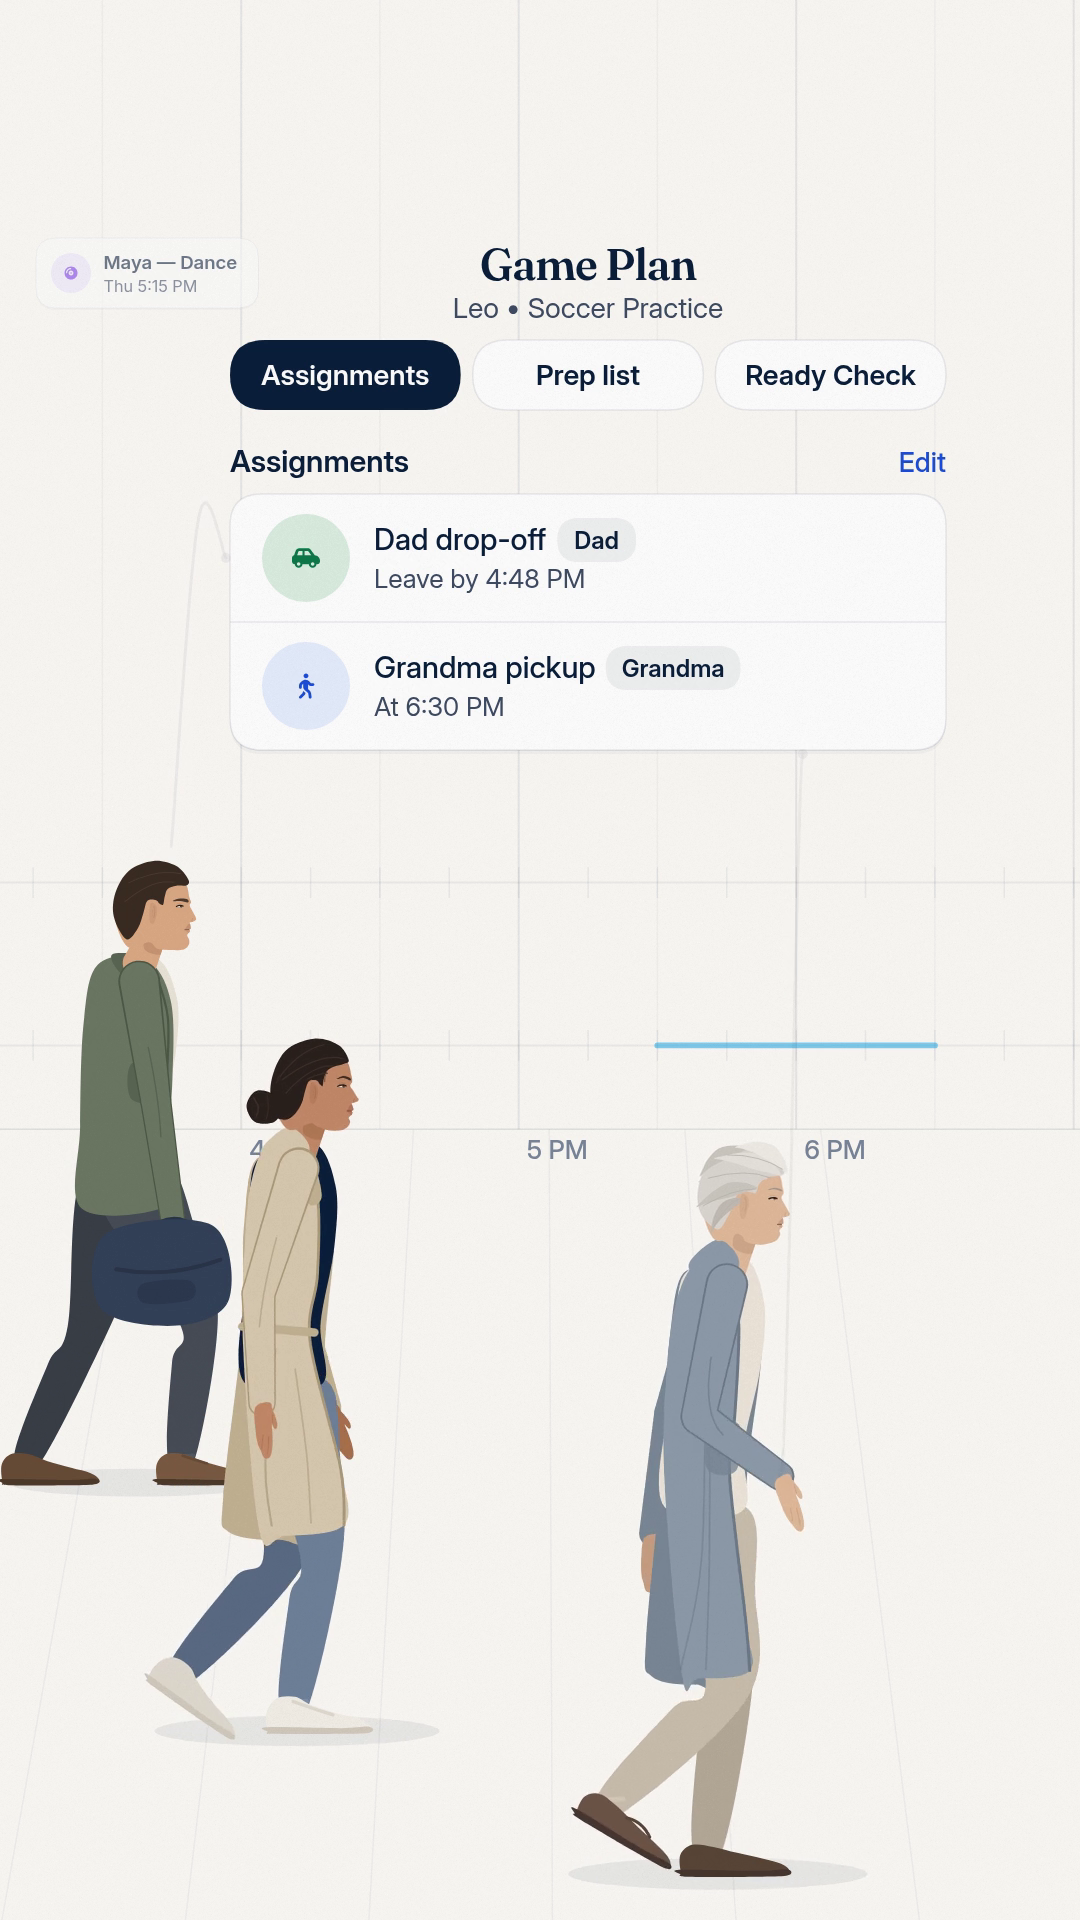 Maya — Dance
Thu 5:15 PM
Game Plan
Leo • Soccer Practice
Assignments
Prep list
Ready Check
Assignments
Edit
Dad drop-off
Dad
Leave by 4:48 PM
Grandma pickup
Grandma
At 6:30 PM
4
5 PM
6 PM